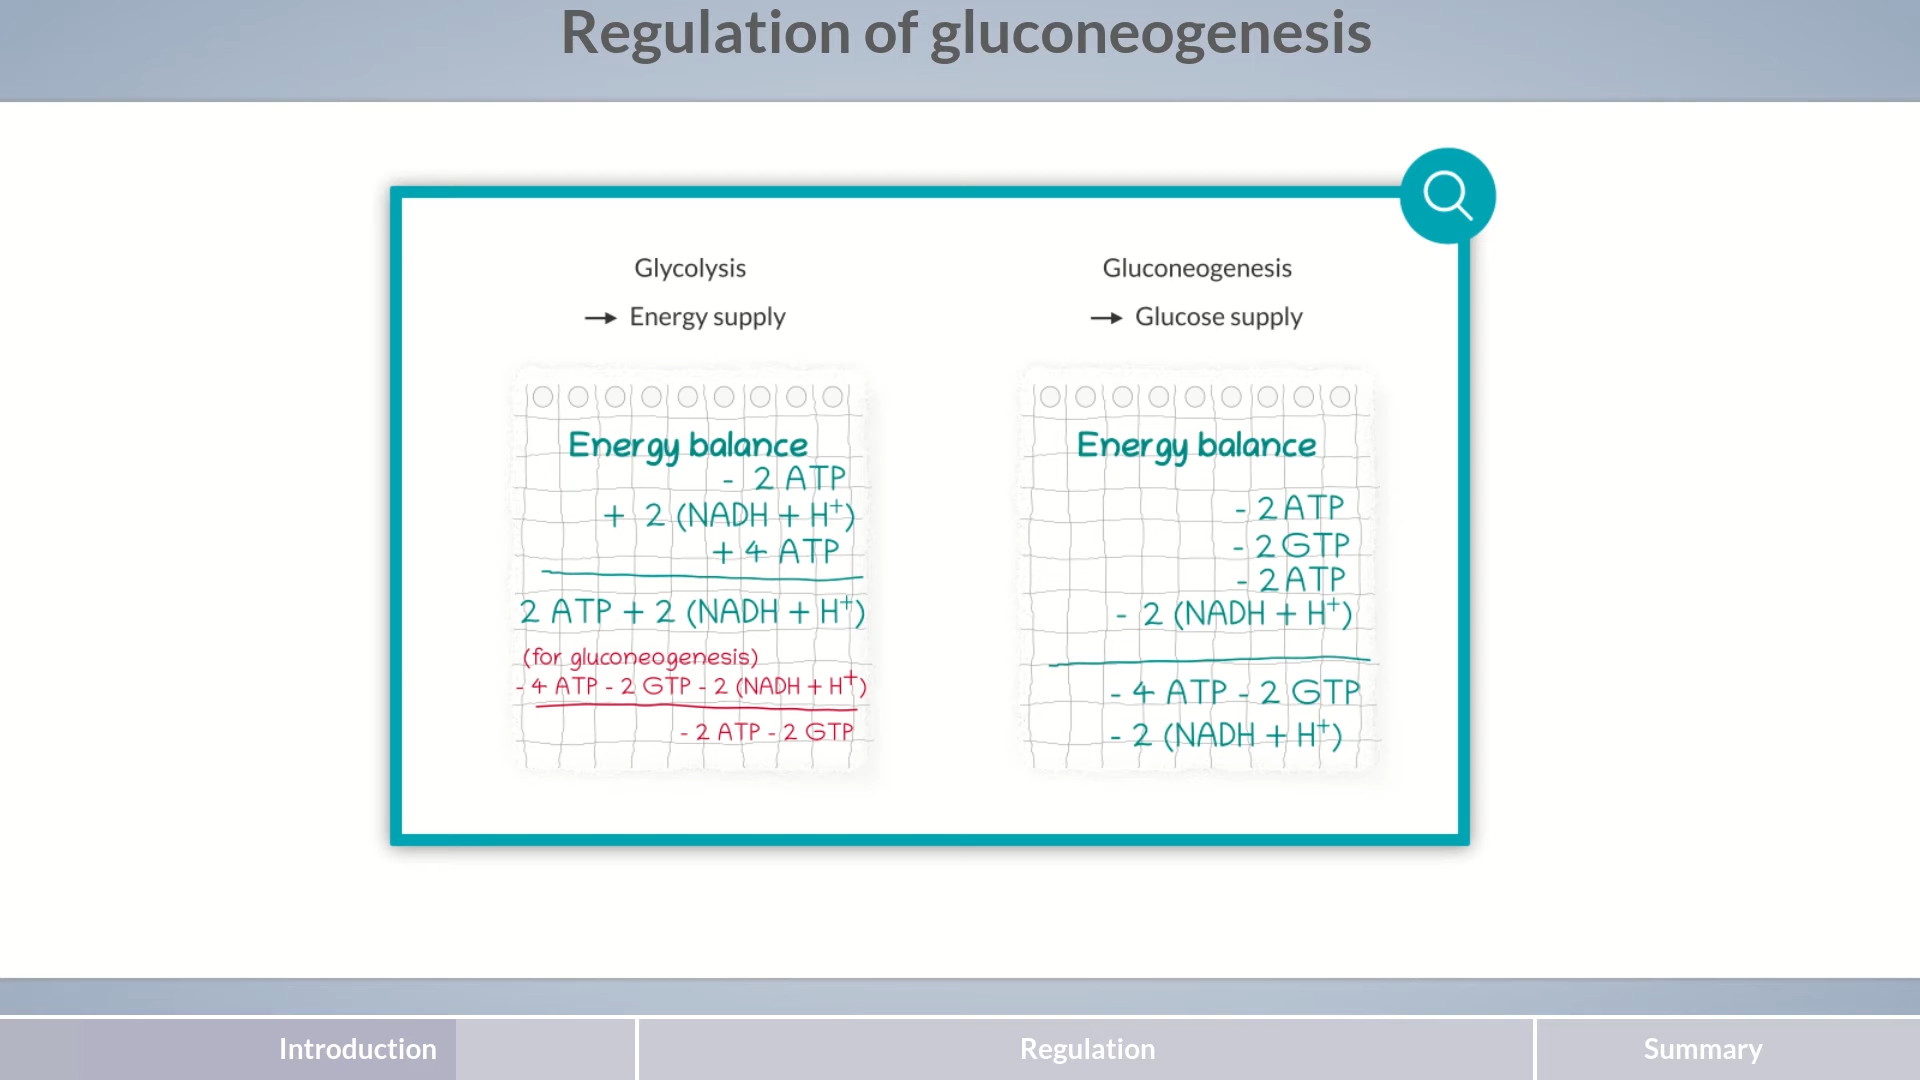 Regulation of gluconeogenesis
Glycolysis
→ Energy supply
Energy balance
- 2 ATP
+ 2 (NADH + H⁺)
+ 4 ATP
2 ATP + 2 (NADH + H⁺)
(for gluconeogenesis)
- 4 ATP - 2 GTP - 2 (NADH + H⁺)
- 2 ATP - 2 GTP
Gluconeogenesis
→ Glucose supply
Energy balance
- 2 ATP
- 2 GTP
- 2 ATP
- 2 (NADH + H⁺)
- 4 ATP - 2 GTP
- 2 (NADH + H⁺)
Introduction
Regulation
Summary